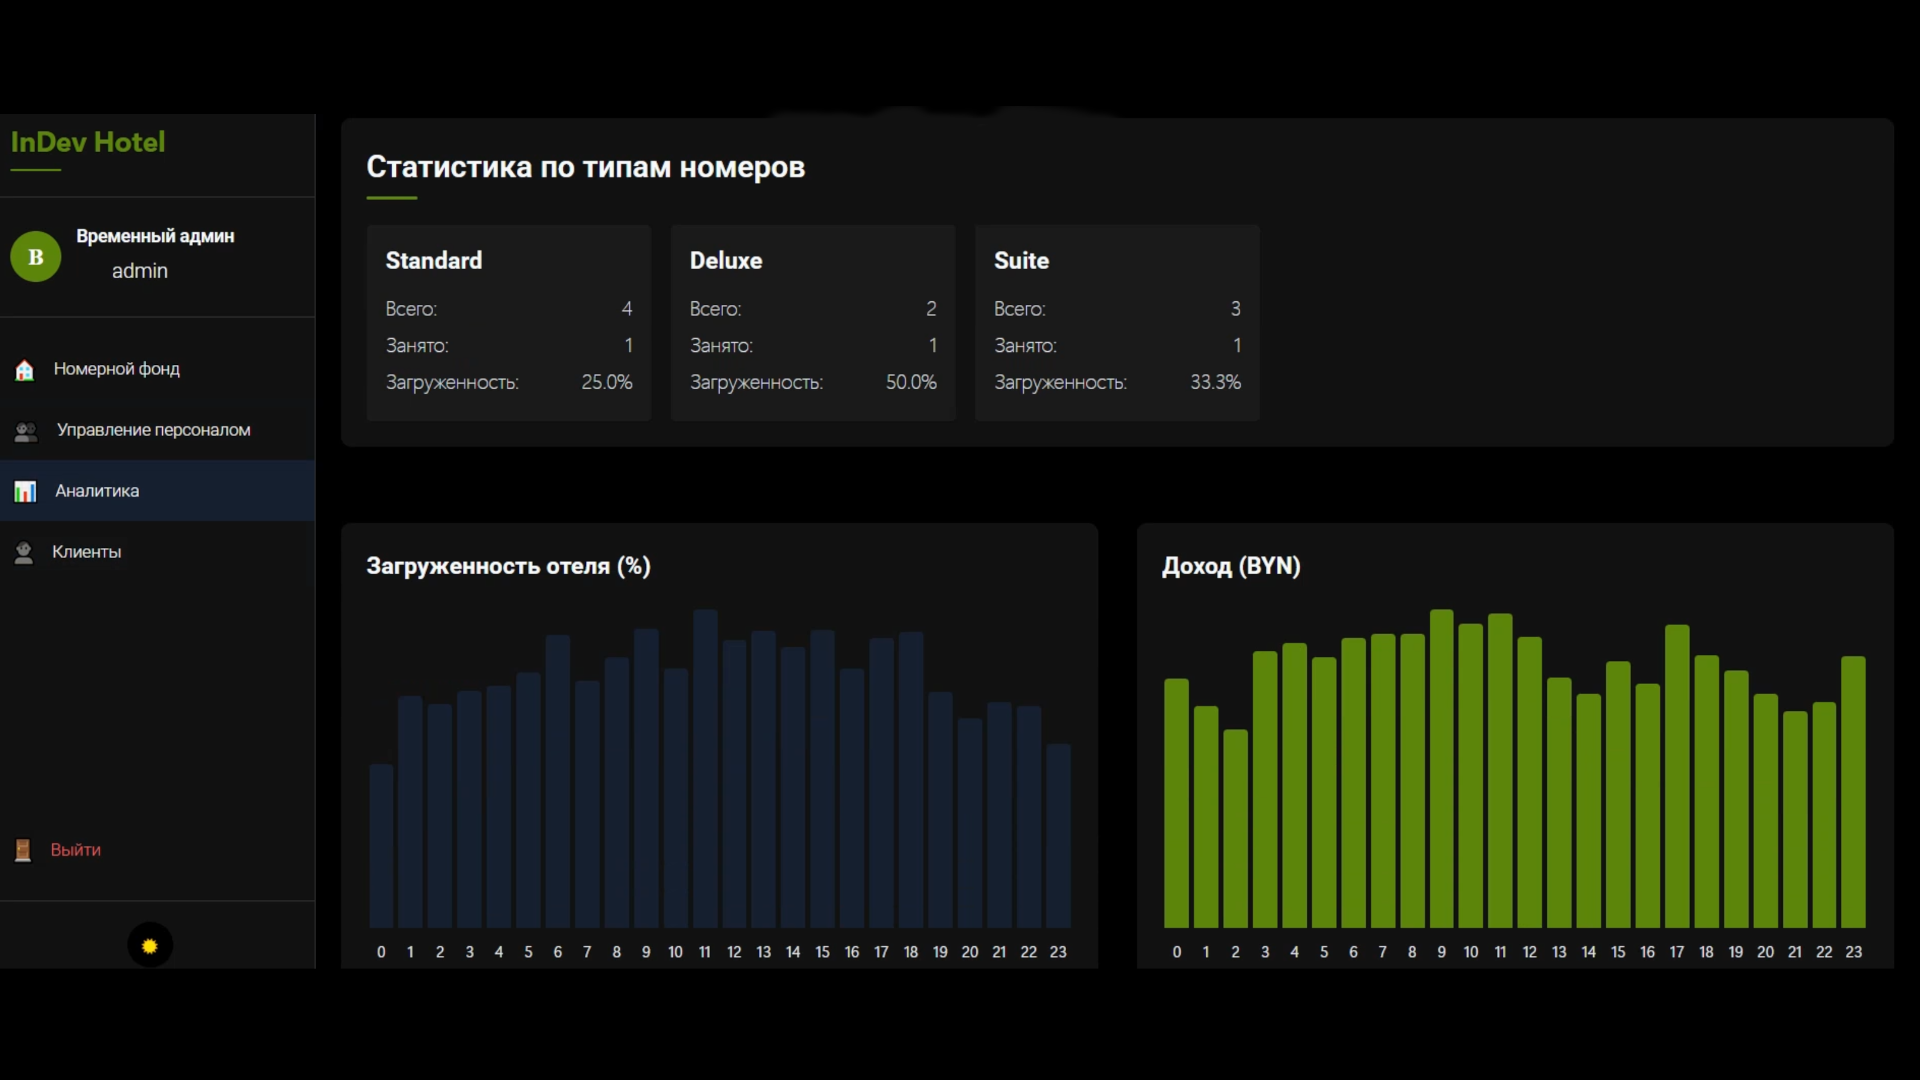 InDev Hotel
B
Временный админ
admin
Номерной фонд
Управление персоналом
Аналитика
Клиенты
Выйти
Статистика по типам номеров
Standard
Всего: 4
Занято: 1
Загруженность: 25.0%
Deluxe
Всего: 2
Занято: 1
Загруженность: 50.0%
Suite
Всего: 3
Занято: 1
Загруженность: 33.3%
Загруженность отеля (%)
0 1 2 3 4 5 6 7 8 9 10 11 12 13 14 15 16 17 18 19 20 21 22 23
Доход (BYN)
0 1 2 3 4 5 6 7 8 9 10 11 12 13 14 15 16 17 18 19 20 21 22 23